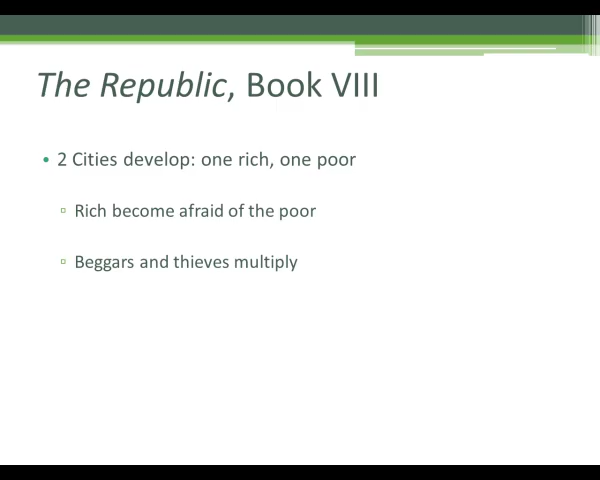 The Republic, Book VIII
• 2 Cities develop: one rich, one poor
▫ Rich become afraid of the poor
▫ Beggars and thieves multiply